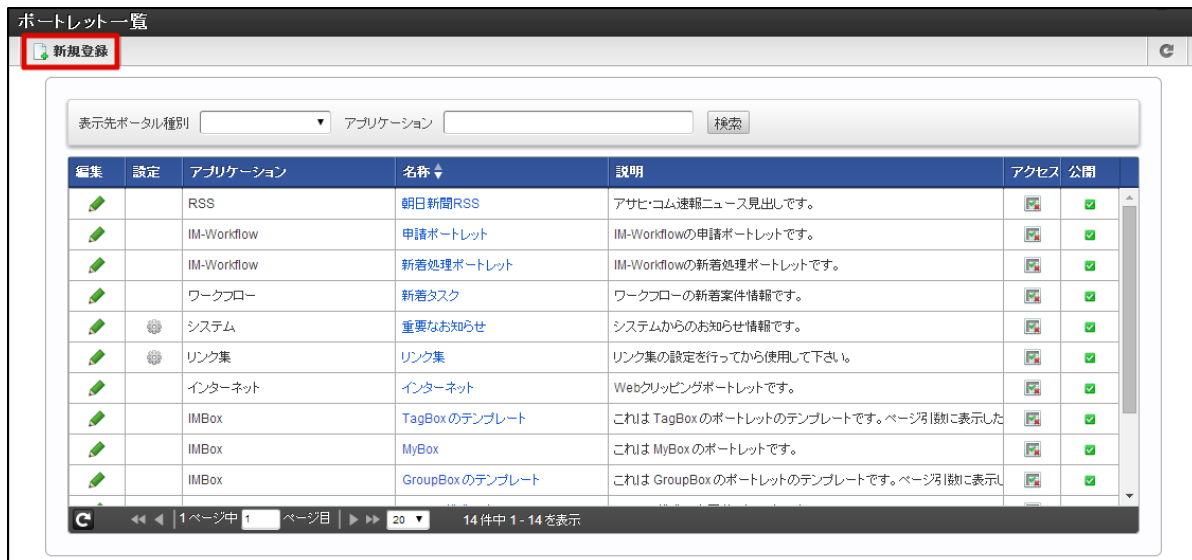 ポートレット一覧
新規登録
表示先ポータル種別 アプリケーション 検索
編集 設定 アプリケーション 名称 説明 アクセス 公開
RSS 朝日新聞RSS アサヒ・コム速報ニュース見出しです。
IM-Workflow 申請ポートレット IM-Workflowの申請ポートレットです。
IM-Workflow 新着処理ポートレット IM-Workflowの新着処理ポートレットです。
ワークフロー 新着タスク ワークフローの新着案件情報です。
システム 重要なお知らせ システムからのお知らせ情報です。
リンク集 リンク集 リンク集の設定を行ってから使用して下さい。
インターネット インターネット Webクリッピングポートレットです。
IMBox TagBoxのテンプレート これは TagBox のポートレットのテンプレートです。ページ引数に表示した
IMBox MyBox これは MyBox のポートレットです。
IMBox GroupBoxのテンプレート これは GroupBox のポートレットのテンプレートです。ページ引数に表示し
1ページ中 1 ページ目 20 14件中 1 - 14 を表示